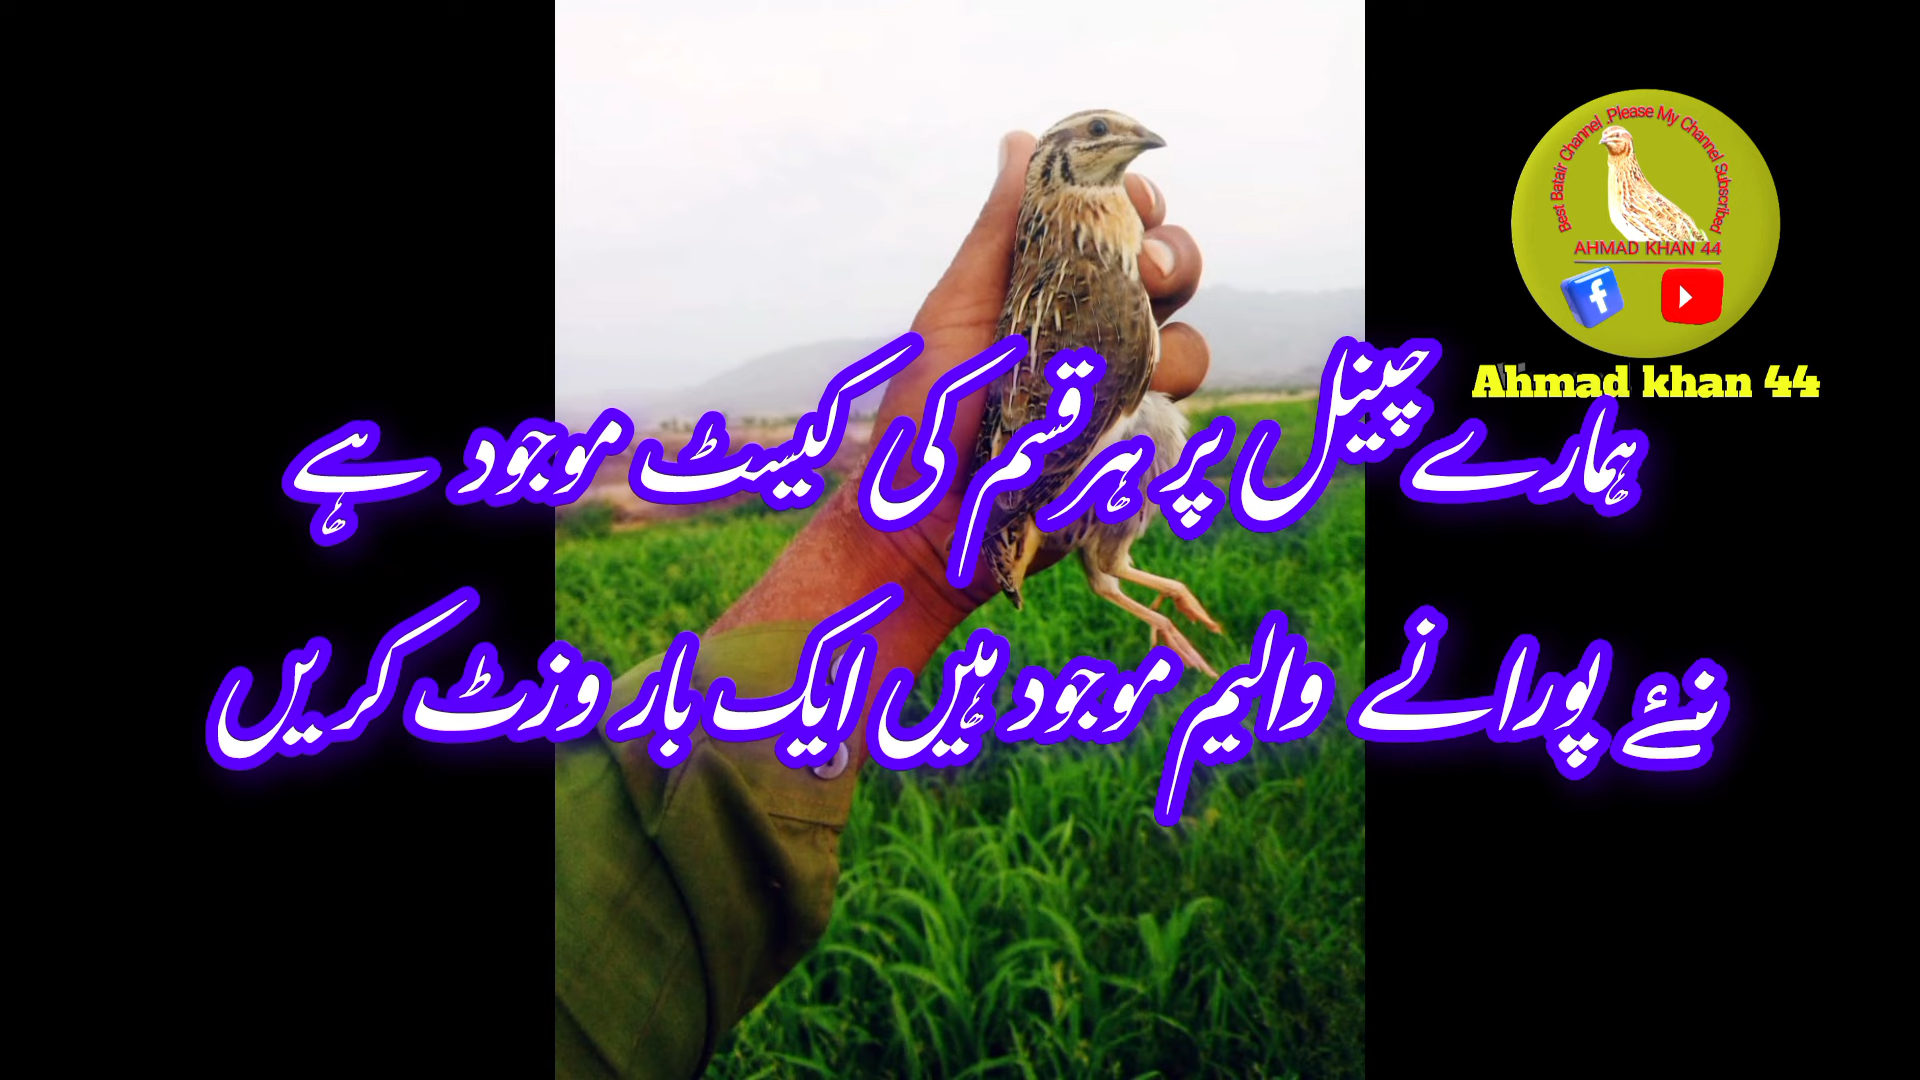 Best Batair Channel .Please My Channel Subscribed
AHMAD KHAN 44
Ahmad khan 44
ہمارے چینل پر ہر قسم کی کیسٹ موجود ہے
نئے پورانے والیم موجود ہیں ایک بار وزٹ کریں